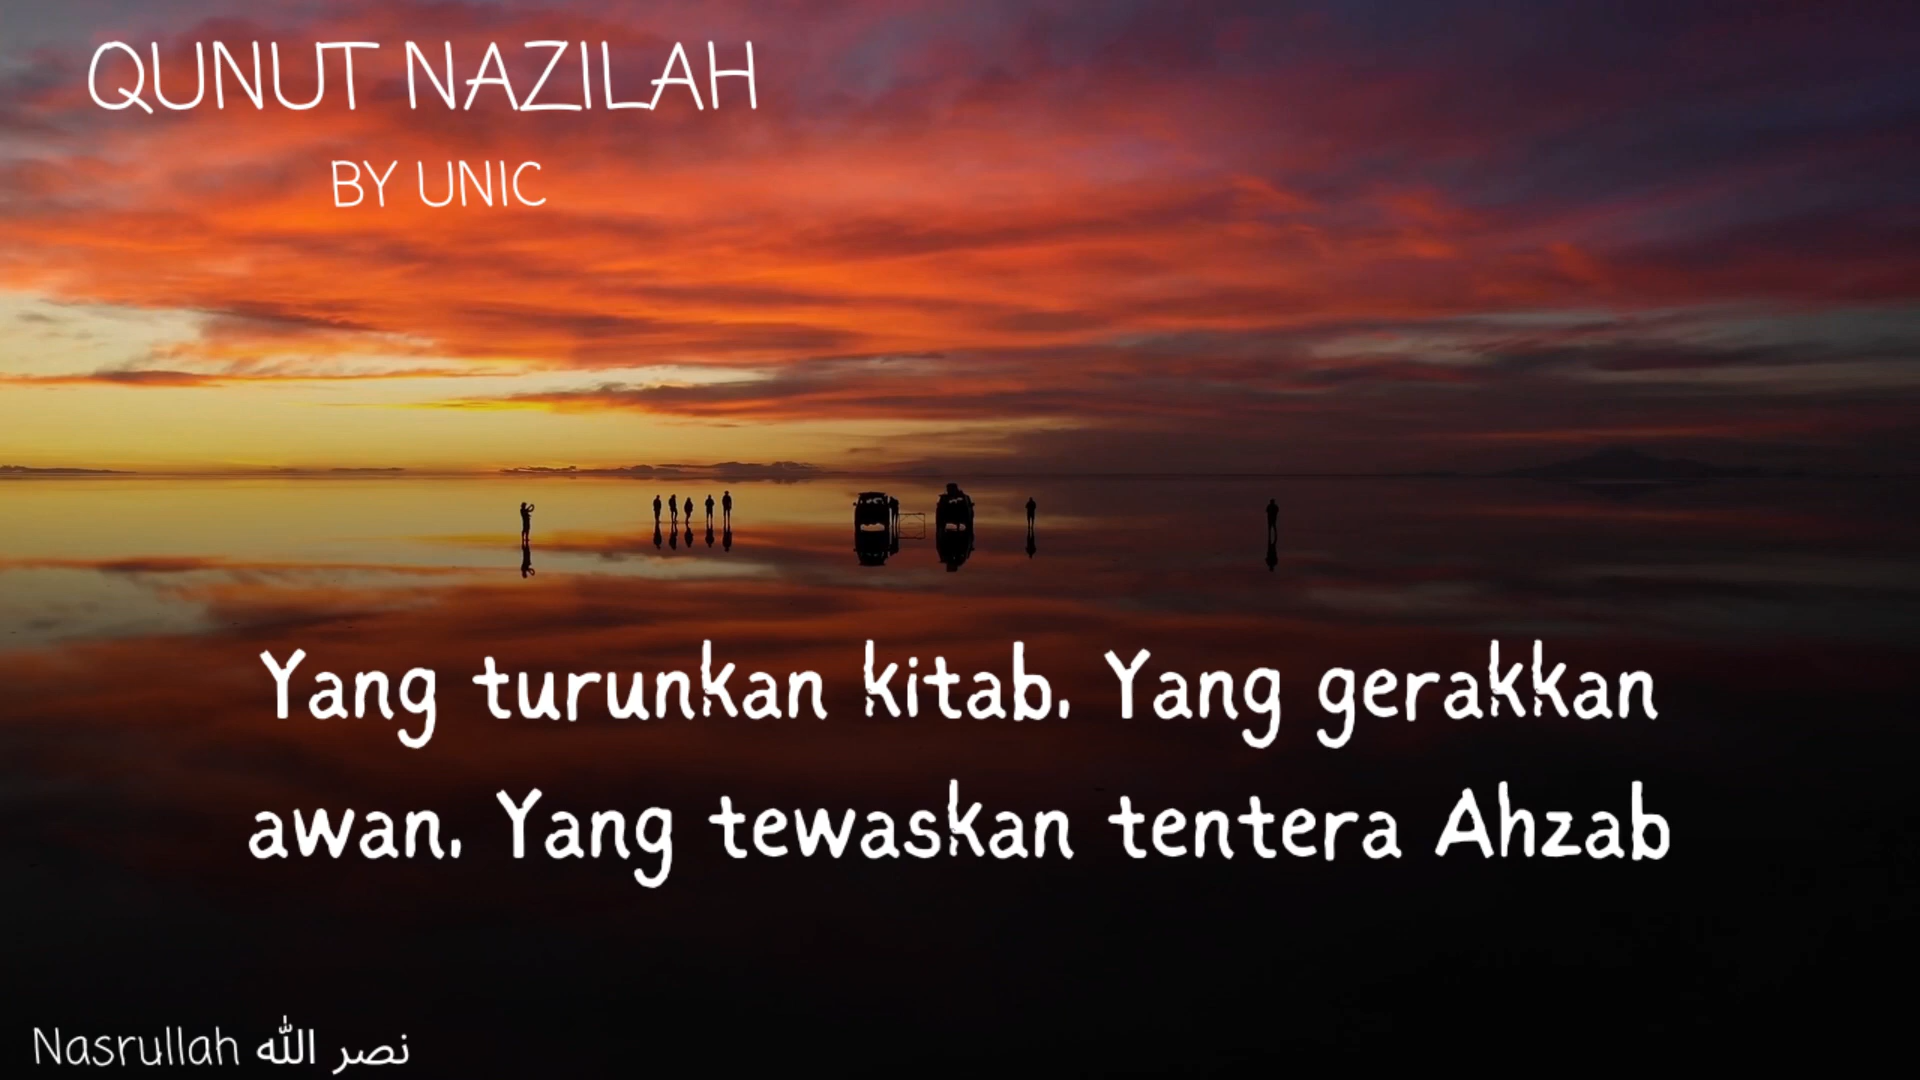 QUNUT NAZILAH
BY UNIC
Yang turunkan kitab, Yang gerakkan
awan, Yang tewaskan tentera Ahzab
Nasrullah نصر الله